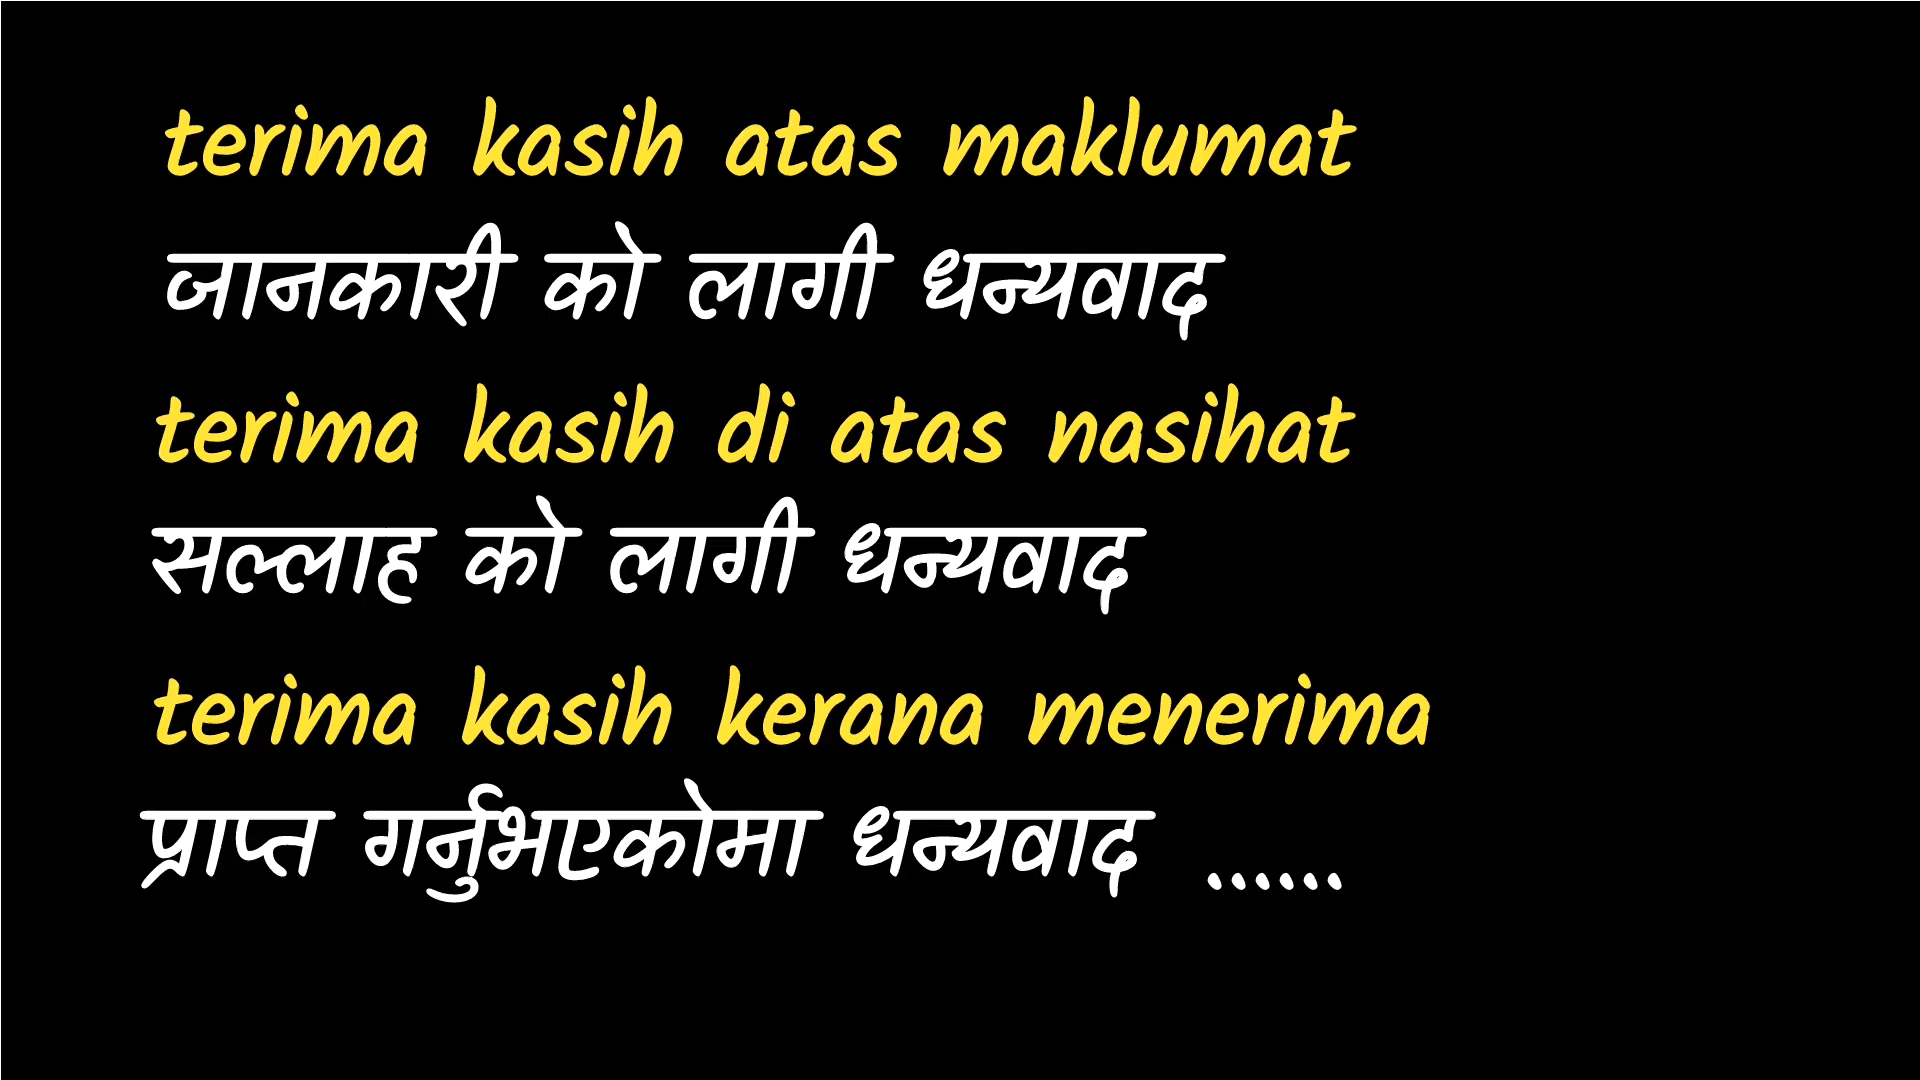 terima kasih atas maklumat
जानकारी को लागी धन्यवाद
terima kasih di atas nasihat
सल्लाह को लागी धन्यवाद
terima kasih kerana menerima
प्राप्त गर्नुभएकोमा धन्यवाद ......